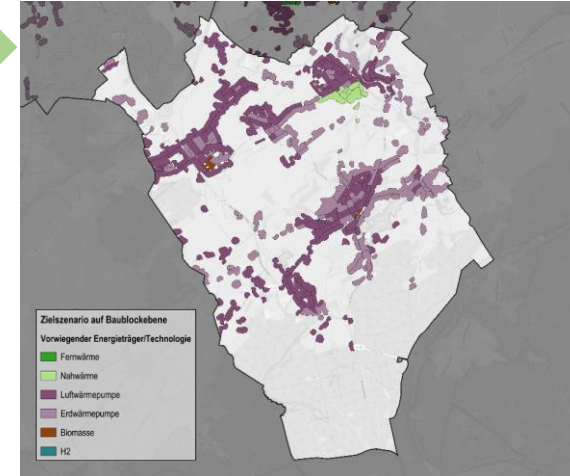 Zielszenario auf Baublockebene
Vorwiegender Energieträger/Technologie
Fernwärme
Nahwärme
Luftwärmepumpe
Erdwärmepumpe
Biomasse
H2